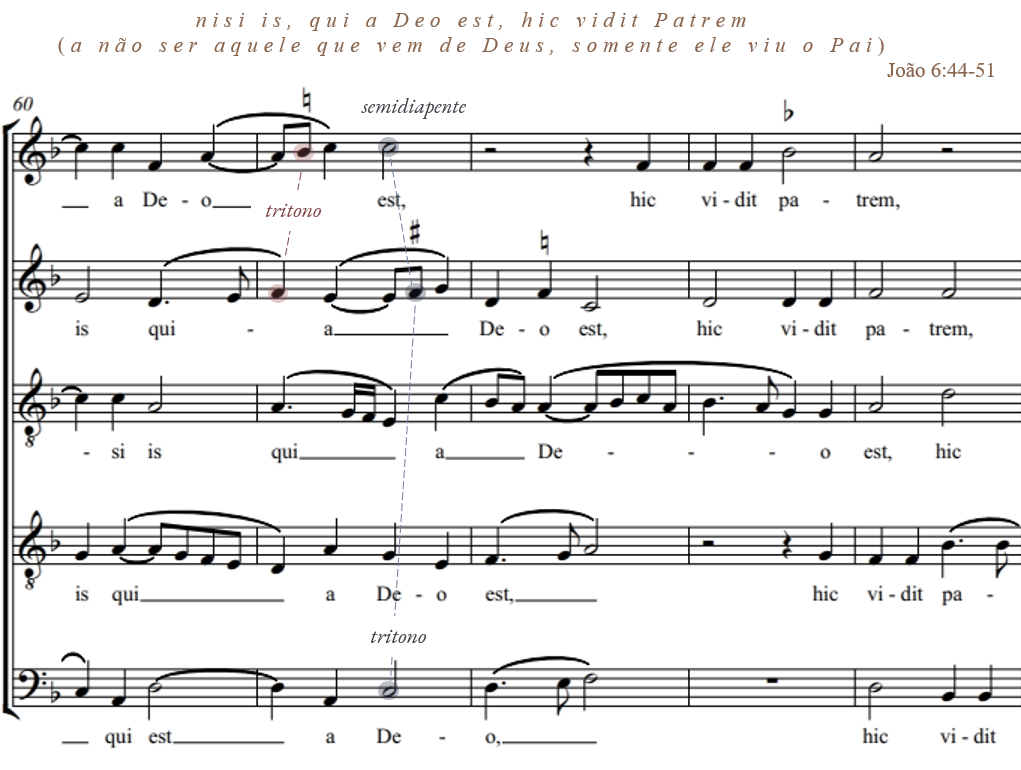 nisi is, qui a Deo est, hic vidit Patrem
(a não ser aquele que vem de Deus, somente ele viu o Pai)
João 6:44-51
60
semidiapente
a De - o est, hic vi - dit pa - trem,
tritono
is qui - a De - o est, hic vi - dit pa - trem,
8
- si is qui a De - - - o est, hic
8
is qui a De - o est, hic vi - dit pa -
tritono
qui est a De - o, hic vi - dit